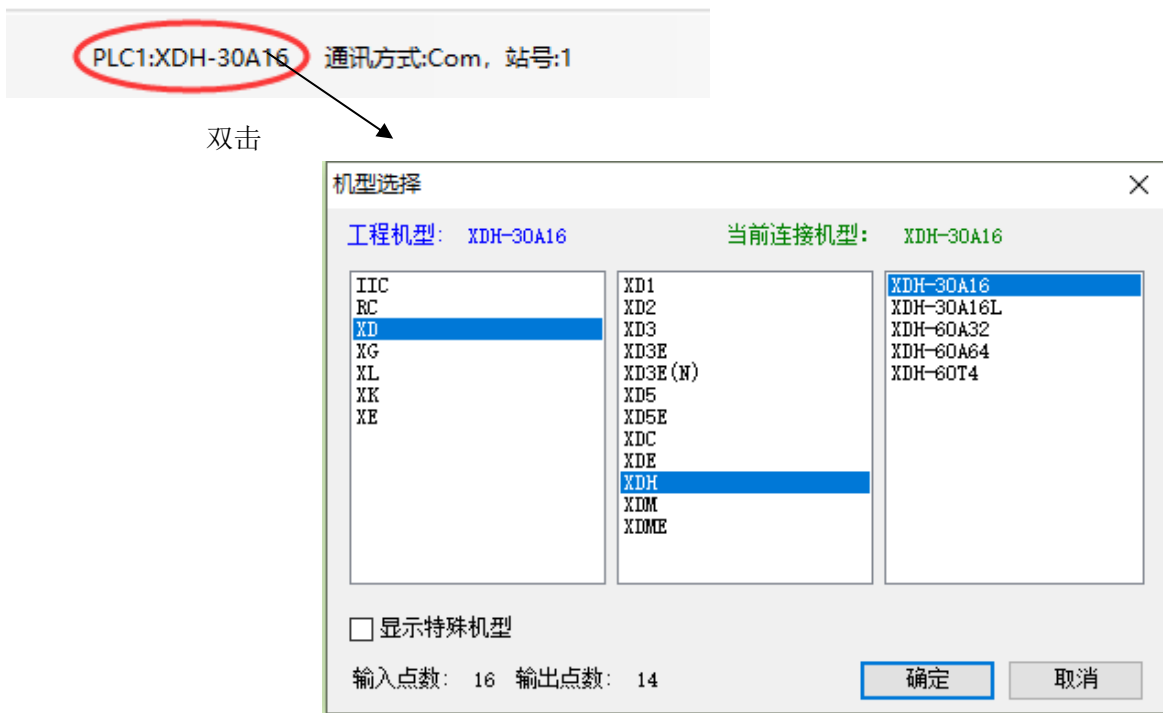 PLC1:XDH-30A16 通讯方式:Com，站号:1
双击
机型选择
工程机型: XDH-30A16 当前连接机型: XDH-30A16
IIC
RC
XD
XG
XL
XK
XE
XD1
XD2
XD3
XD3E
XD3E(N)
XD5
XD5E
XDC
XDE
XDH
XDM
XDME
XDH-30A16
XDH-30A16L
XDH-60A32
XDH-60A64
XDH-60T4
显示特殊机型
输入点数: 16 输出点数: 14
确定 取消